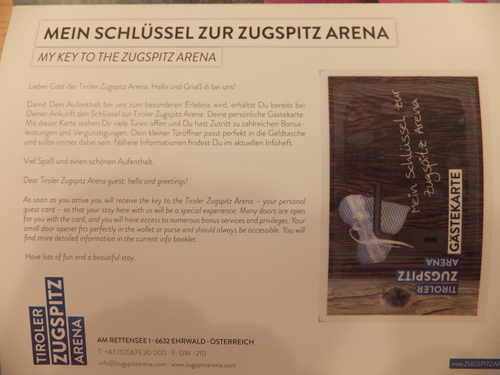 MEIN SCHLÜSSEL ZUR ZUGSPITZ ARENA
MY KEY TO THE ZUGSPITZ ARENA
Lieber Gast der Tiroler Zugspitz Arena: Hallo und Griaß di bei uns!
Damit Dein Aufenthalt bei uns zum besonderen Erlebnis wird, erhältst Du bereits bei
Deiner Ankunft den Schlüssel zur Tiroler Zugspitz Arena: Deine persönliche Gästekarte.
Mit dieser Karte stehen Dir viele Türen offen und Du hast Zutritt zu zahlreichen Bonus-
leistungen und Vergünstigungen. Dein kleiner Türöffner passt perfekt in die Geldtasche
und sollte immer dabei sein. Nähere Informationen findest Du im aktuellen Infoheft.
Viel Spaß und einen schönen Aufenthalt.
Dear Tiroler Zugspitz Arena guest: hello and greetings!
As soon as you arrive you will receive the key to the Tiroler Zugspitz Arena – your personal
guest card – so that your stay here with us will be a special experience. Many doors are open
for you with the card, and you will have access to numerous bonus services and privileges. Your
small door opener fits perfectly in the wallet or purse and should always be accessible. You will
find more detailed information in the current info booklet.
Have lots of fun and a beautiful stay.
Mein Schlüssel zur
Zugspitz Arena
GÄSTEKARTE
TIROLER
ZUGSPITZ
ARENA
TIROLER
ZUGSPITZ
ARENA
AM RETTENSEE 1 · 6632 EHRWALD · ÖSTERREICH
T: +43.(0)5673.20 000 · F: DW -210
info@zugspitzarena.com · www.zugspitzarena.com